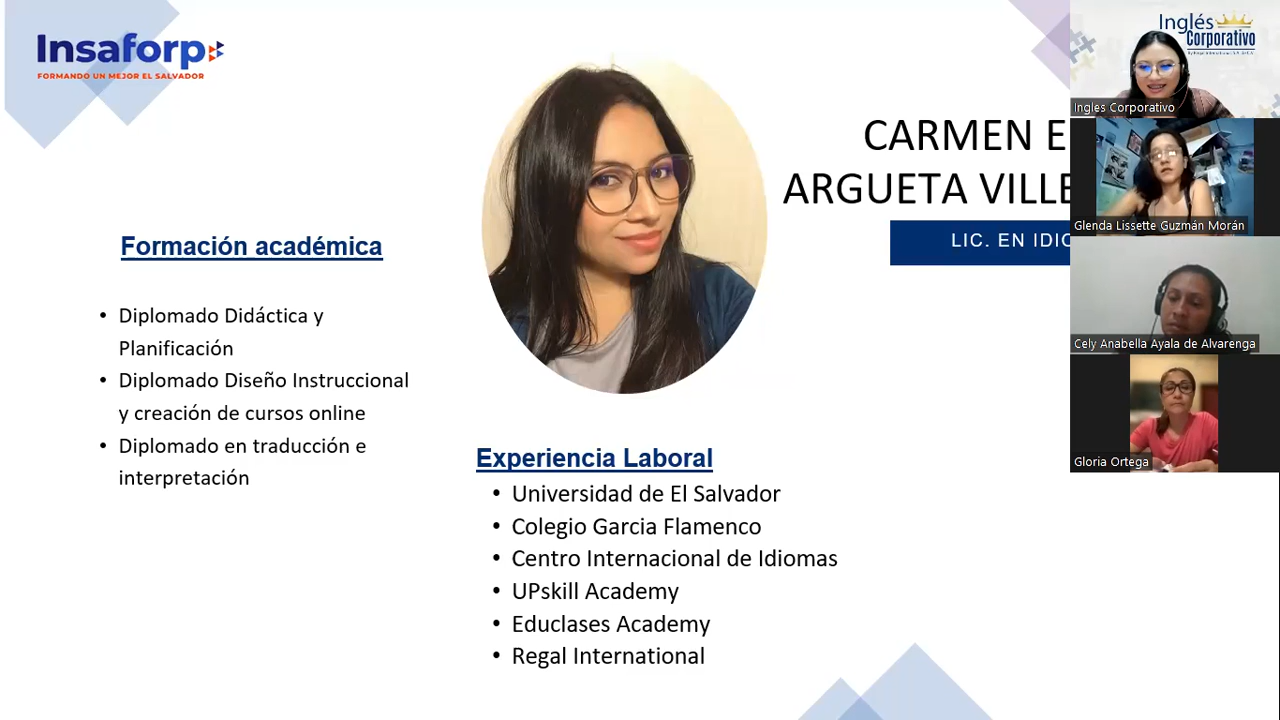 Insaforp
FORMANDO UN MEJOR EL SALVADOR
Formación académica
• Diplomado Didáctica y
Planificación
• Diplomado Diseño Instruccional
y creación de cursos online
• Diplomado en traducción e
interpretación
CARMEN E
ARGUETA VILLE
LIC. EN IDIO
Experiencia Laboral
• Universidad de El Salvador
• Colegio Garcia Flamenco
• Centro Internacional de Idiomas
• UPskill Academy
• Educlases Academy
• Regal International
Inglés
Corporativo
Ingles Corporativo
Glenda Lissette Guzmán Morán
Cely Anabella Ayala de Alvarenga
Gloria Ortega